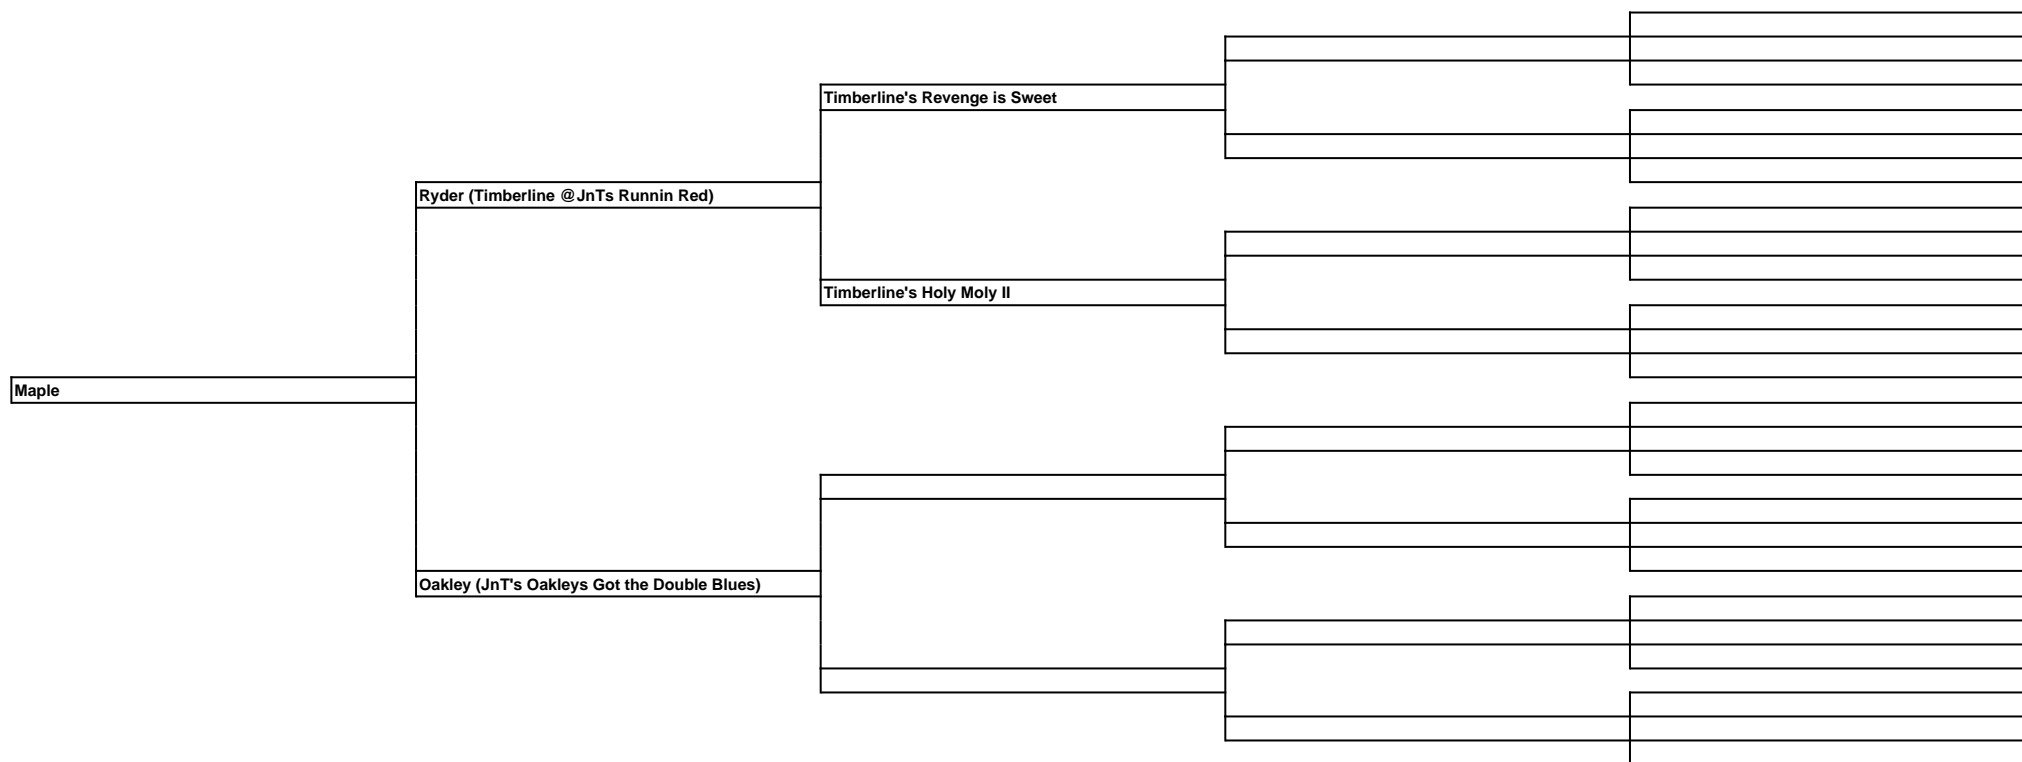 Timberline's Revenge is Sweet
Ryder (Timberline @JnTs Runnin Red)
Timberline's Holy Moly II
Maple
Oakley (JnT's Oakleys Got the Double Blues)